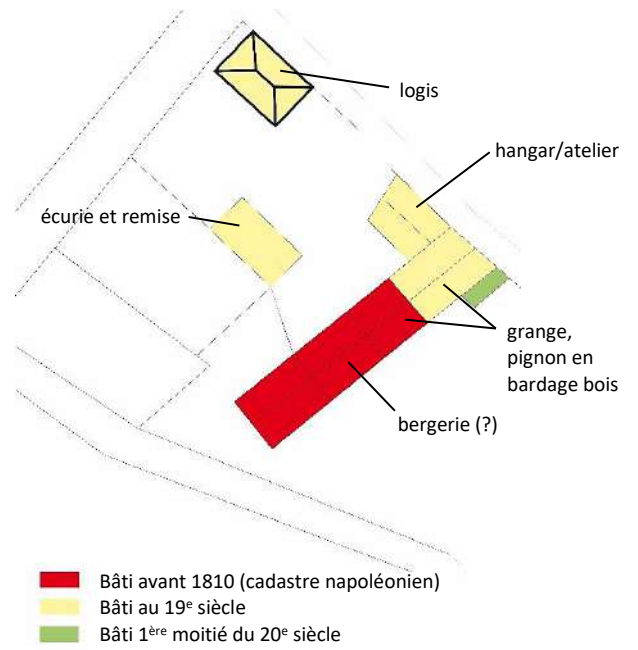 logis
hangar/atelier
écurie et remise
grange,
pignon en
bardage bois
bergerie (?)
Bâti avant 1810 (cadastre napoléonien)
Bâti au 19e siècle
Bâti 1ère moitié du 20e siècle